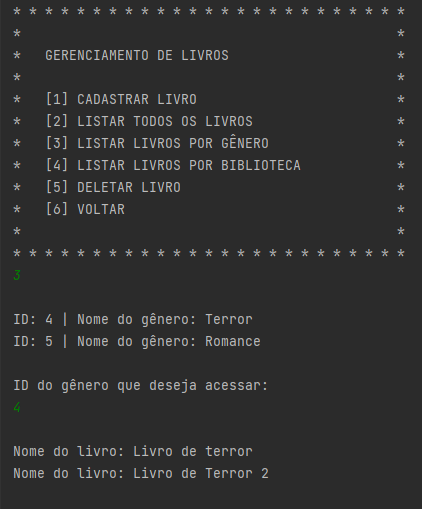 * * * * * * * * * * * * * * * * * * * * * * * * *
* *
* GERENCIAMENTO DE LIVROS *
* *
* [1] CADASTRAR LIVRO *
* [2] LISTAR TODOS OS LIVROS *
* [3] LISTAR LIVROS POR GÊNERO *
* [4] LISTAR LIVROS POR BIBLIOTECA *
* [5] DELETAR LIVRO *
* [6] VOLTAR *
* *
* * * * * * * * * * * * * * * * * * * * * * * * *
3
ID: 4 | Nome do gênero: Terror
ID: 5 | Nome do gênero: Romance
ID do gênero que deseja acessar:
4
Nome do livro: Livro de terror
Nome do livro: Livro de Terror 2